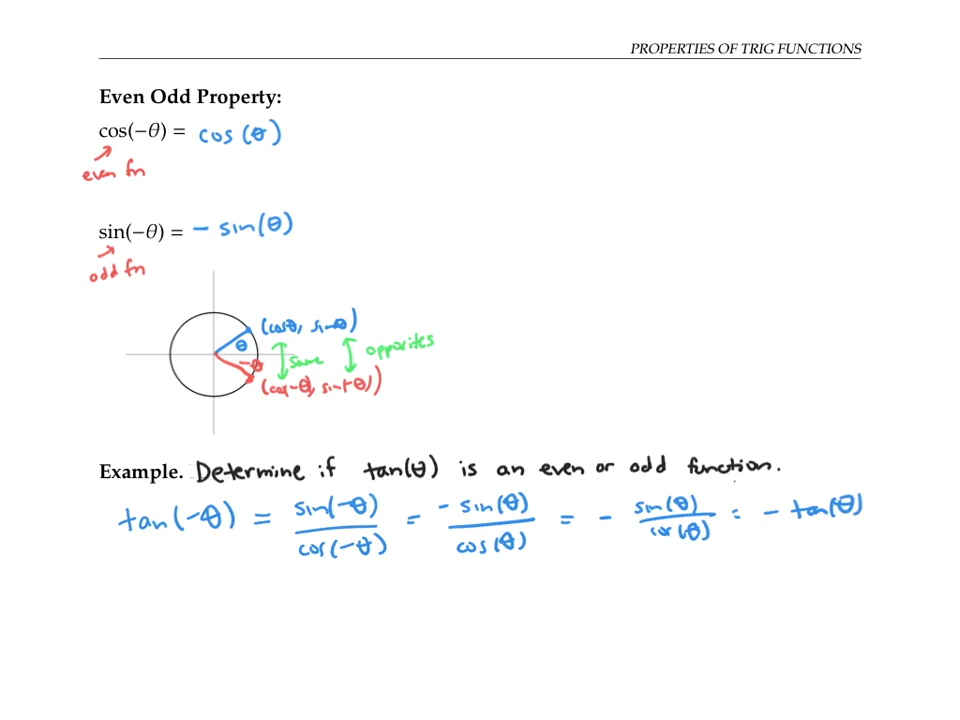 PROPERTIES OF TRIG FUNCTIONS
Even Odd Property:
cos(−θ) = cos(θ)
even fn
sin(−θ) = − sin(θ)
odd fn
(cosθ, sinθ)
θ
same
opposites
−θ
(cos−θ), sin(−θ))
Example. Determine if tan(θ) is an even or odd function.
tan(−θ) = sin(−θ)/cos(−θ) = − sin(θ)/cos(θ) = − sin(θ)/cos(θ) = − tan(θ)